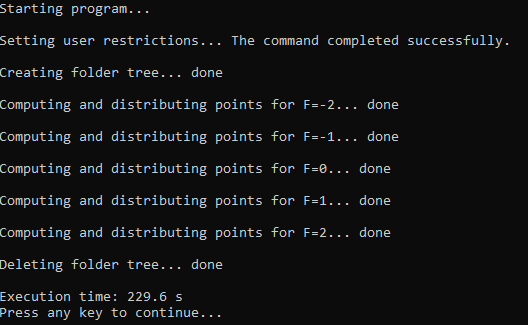 Starting program...
Setting user restrictions... The command completed successfully.
Creating folder tree... done
Computing and distributing points for F=-2... done
Computing and distributing points for F=-1... done
Computing and distributing points for F=0... done
Computing and distributing points for F=1... done
Computing and distributing points for F=2... done
Deleting folder tree... done
Execution time: 229.6 s
Press any key to continue...